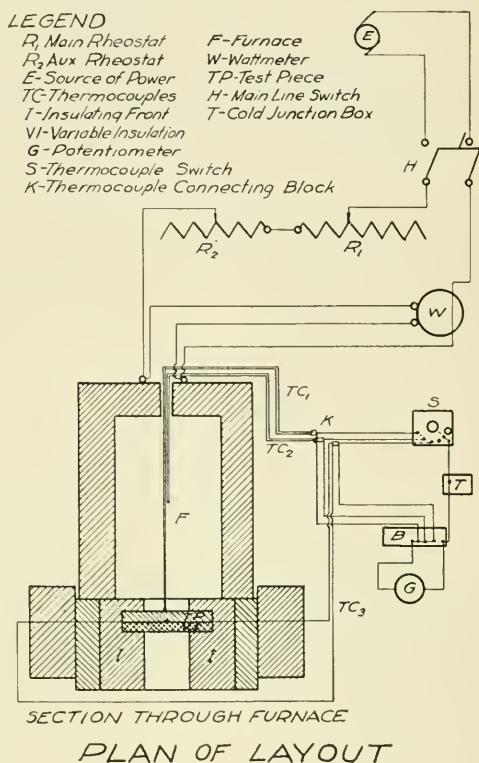 LEGEND
R₁ Main Rheostat
R₂ Aux Rheostat
E-Source of Power
TC-Thermocouples
I-Insulating Front
VI-Variable Insulation
G-Potentiometer
S-Thermocouple Switch
K-Thermocouple Connecting Block
F-Furnace
W-Wattmeter
TP-Test Piece
H-Main Line Switch
T-Cold Junction Box
E
H
R₂
R₁
W
TC₁
K
S
TC₂
T
F
B
G
TP
TC₃
I
I
SECTION THROUGH FURNACE
PLAN OF LAYOUT